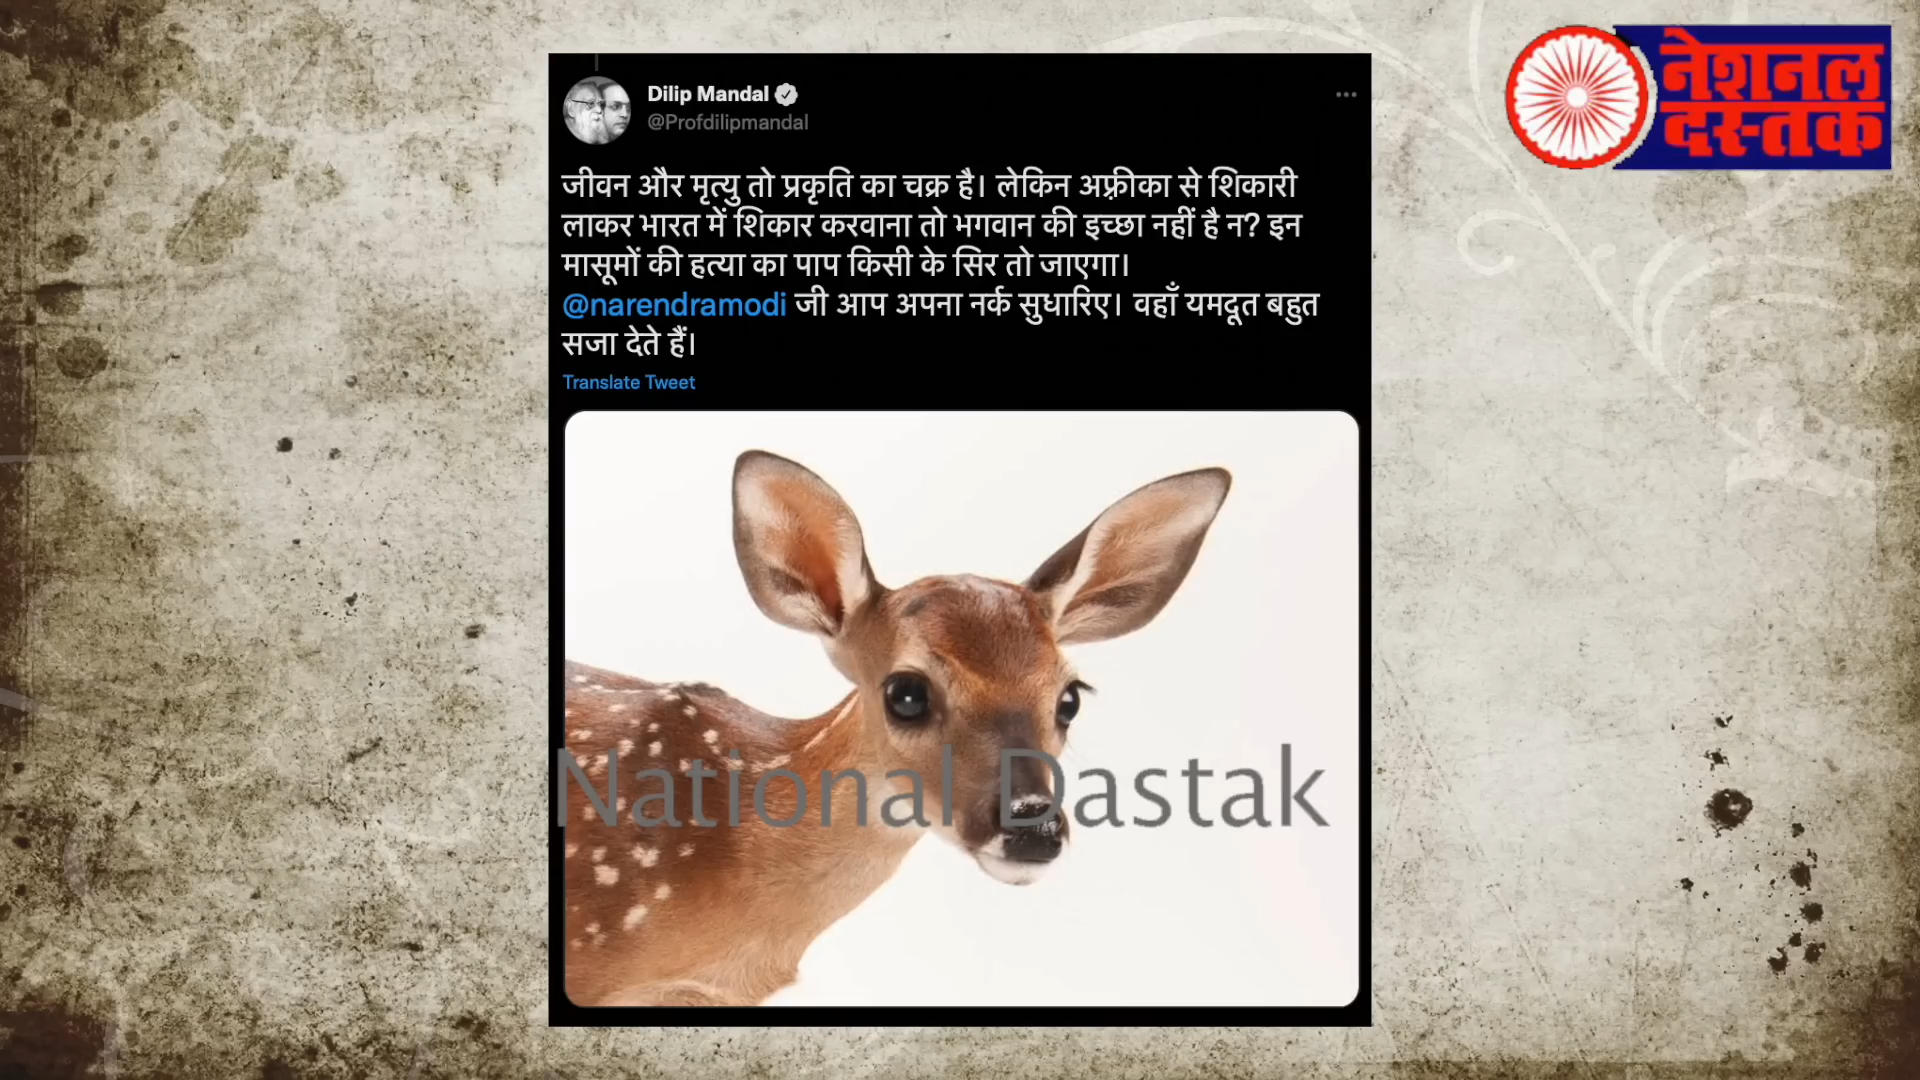 नेशनल
दस्तक
Dilip Mandal
@Profdilipmandal
जीवन और मृत्यु तो प्रकृति का चक्र है। लेकिन अफ़्रीका से शिकारी
लाकर भारत में शिकार करवाना तो भगवान की इच्छा नहीं है न? इन
मासूमों की हत्या का पाप किसी के सिर तो जाएगा।
@narendramodi जी आप अपना नर्क सुधारिए। वहाँ यमदूत बहुत
सजा देते हैं।
Translate Tweet
National Dastak